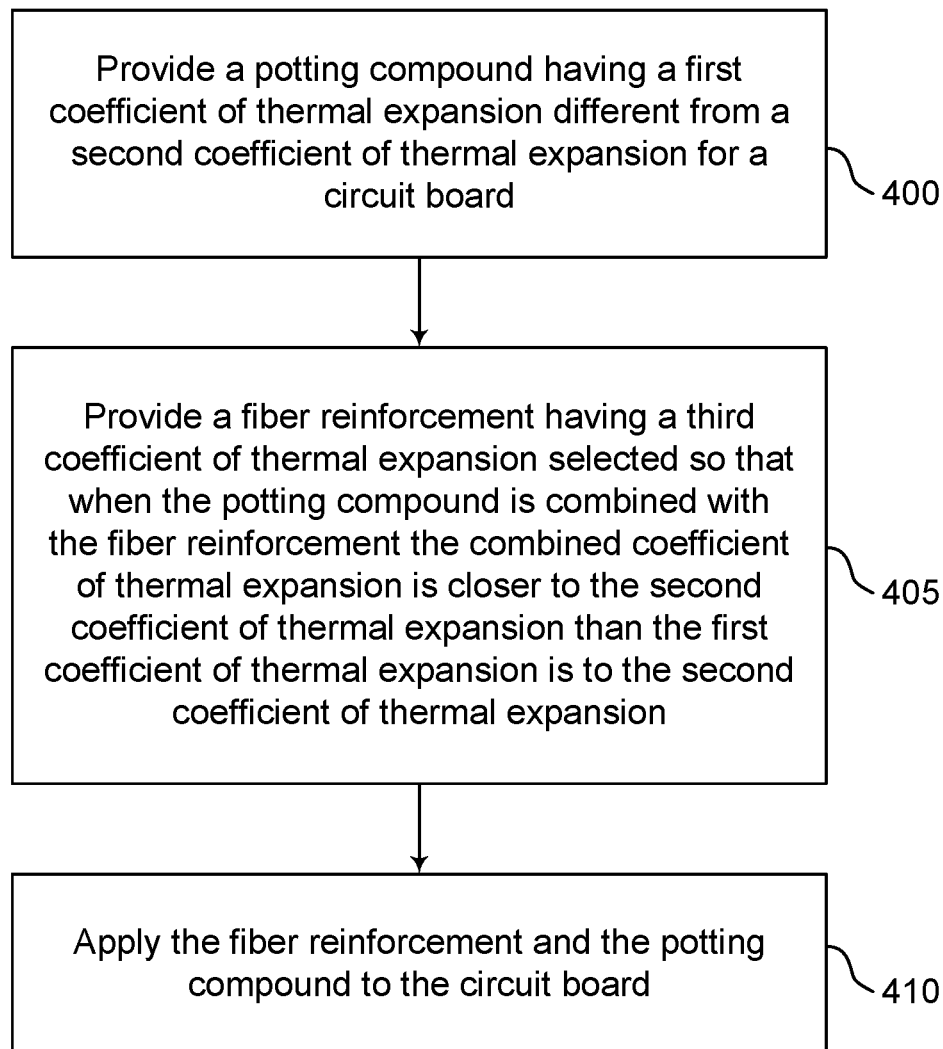 Provide a potting compound having a first
coefficient of thermal expansion different from a
second coefficient of thermal expansion for a
circuit board
400
Provide a fiber reinforcement having a third
coefficient of thermal expansion selected so that
when the potting compound is combined with
the fiber reinforcement the combined coefficient
of thermal expansion is closer to the second
coefficient of thermal expansion than the first
coefficient of thermal expansion is to the second
coefficient of thermal expansion
405
Apply the fiber reinforcement and the potting
compound to the circuit board
410